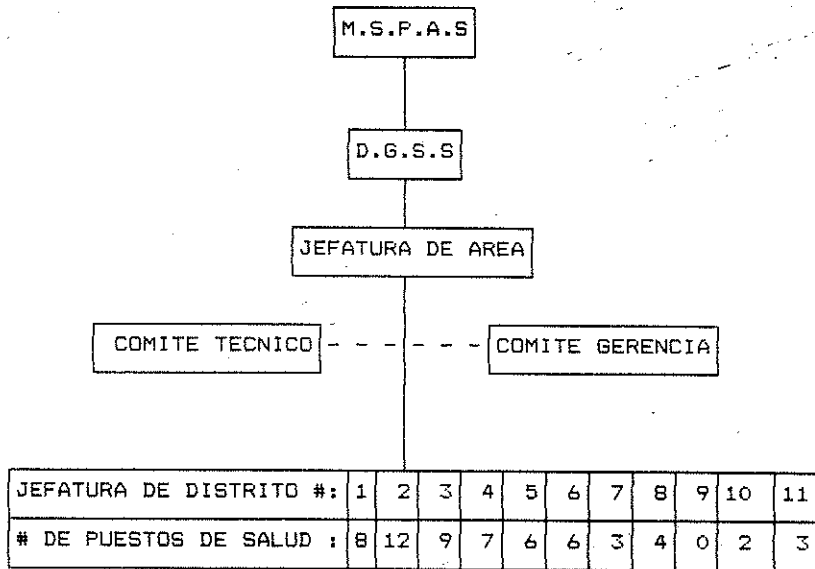 M.S.P.A.S
D.G.S.S
JEFATURA DE AREA
COMITE TECNICO - - - - - - COMITE GERENCIA
JEFATURA DE DISTRITO #: 1 2 3 4 5 6 7 8 9 10 11
# DE PUESTOS DE SALUD : 8 12 9 7 6 6 3 4 0 2 3